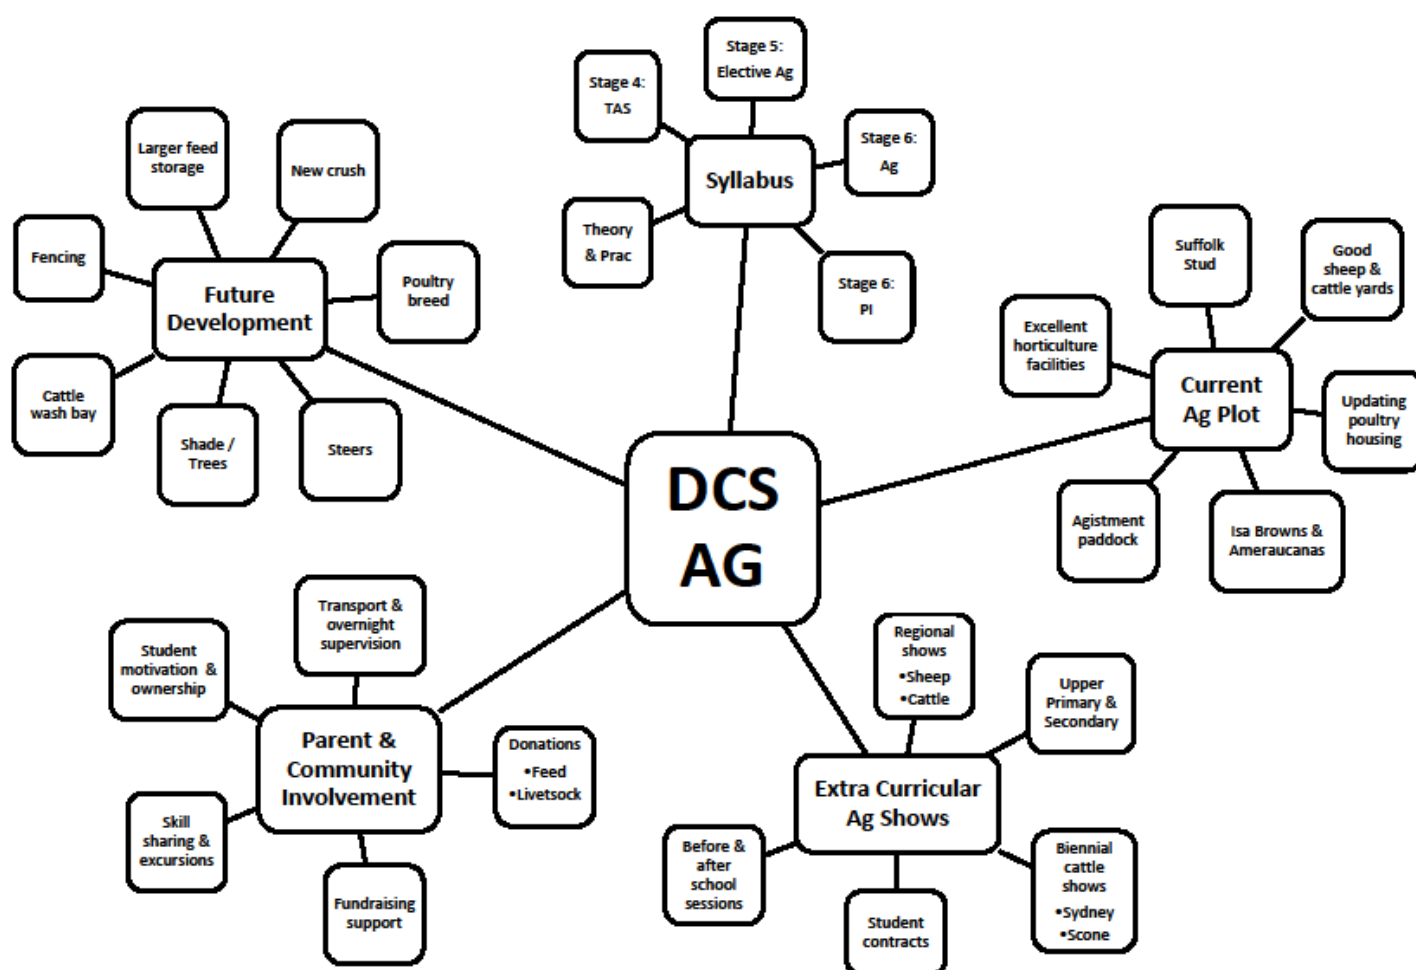 Stage 5:
Elective Ag
Stage 4:
TAS
Stage 6:
Ag
Syllabus
Theory
& Prac
Stage 6:
PI
Larger feed
storage
New crush
Fencing
Poultry
breed
Future
Development
Cattle
wash bay
Shade /
Trees
Steers
Suffolk
Stud
Good
sheep &
cattle yards
Excellent
horticulture
facilities
Current
Ag Plot
Updating
poultry
housing
Agistment
paddock
Isa Browns &
Ameraucanas
DCS
AG
Transport &
overnight
supervision
Student
motivation &
ownership
Parent &
Community
Involvement
Donations
•Feed
•Livetsock
Skill
sharing &
excursions
Fundraising
support
Regional
shows
•Sheep
•Cattle
Upper
Primary &
Secondary
Extra Curricular
Ag Shows
Before &
after
school
sessions
Student
contracts
Biennial
cattle
shows
•Sydney
•Scone